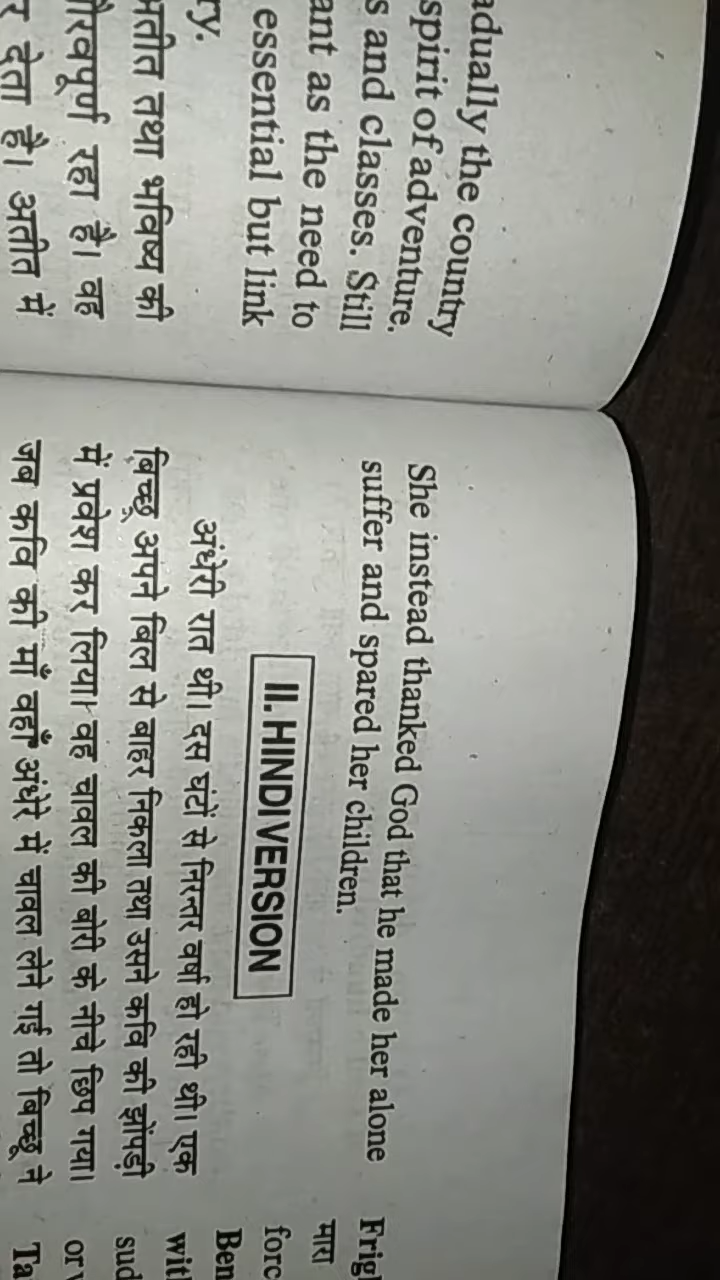 adually the country
spirit of adventure.
s and classes. Still
ant as the need to
essential but link
ry.
अतीत तथा भविष्य की
गौरवपूर्ण रहा है। वह
र देता है। अतीत में
She instead thanked God that he made her alone
suffer and spared her children.
II. HINDI VERSION
अंधेरी रात थी। दस घंटों से निरन्तर वर्षा हो रही थी। एक
बिच्छू अपने बिल से बाहर निकला तथा उसने कवि की झोंपड़ी
में प्रवेश कर लिया। वह चावल की बोरी के नीचे छिप गया।
जब कवि की माँ वहाँ अंधेरे में चावल लेने गई तो बिच्छू ने
Frigl
मारा
forc
Ben
with
sud
or
Ta